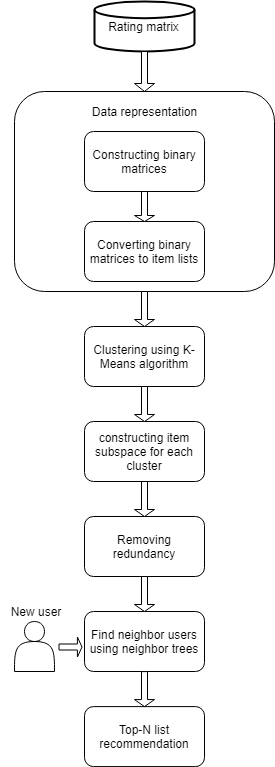 Rating matrix
Data representation
Constructing binary
matrices
Converting binary
matrices to item lists
Clustering using K-
Means algorithm
constructing item
subspace for each
cluster
Removing
redundancy
New user
Find neighbor users
using neighbor trees
Top-N list
recommendation